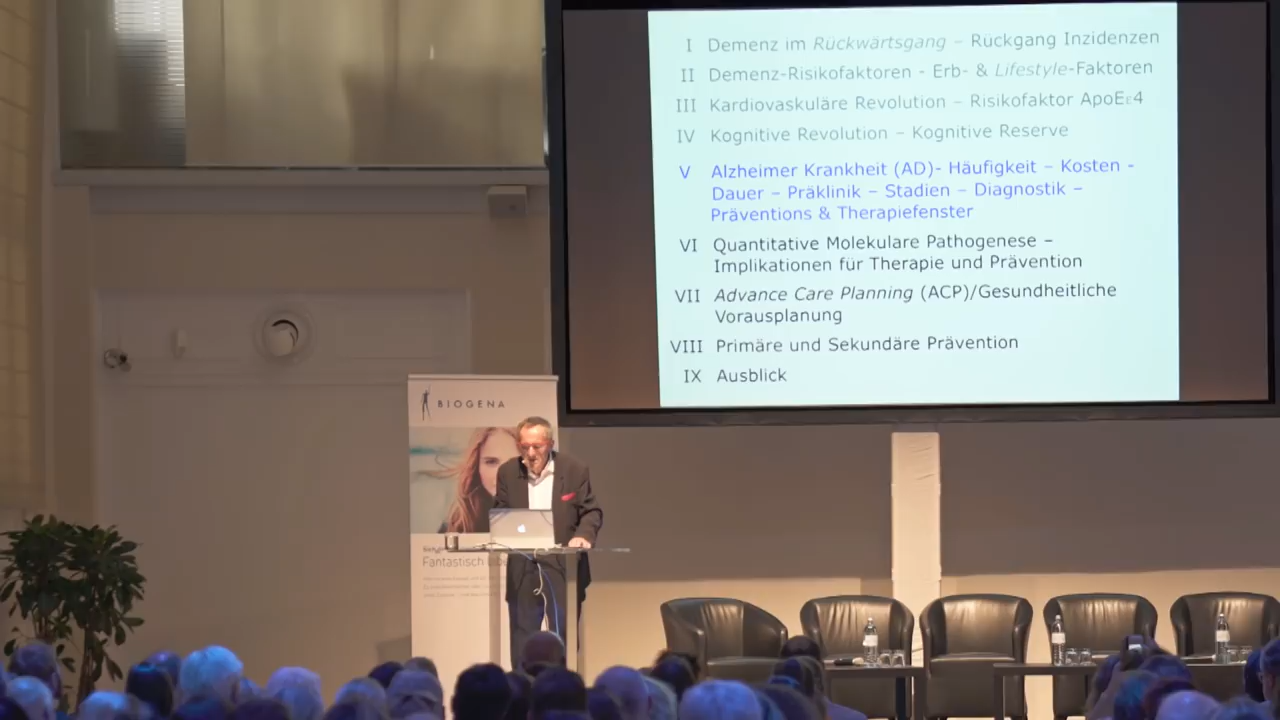 I Demenz im Rückwärtsgang – Rückgang Inzidenzen
II Demenz-Risikofaktoren - Erb- & Lifestyle-Faktoren
III Kardiovaskuläre Revolution – Risikofaktor ApoEε4
IV Kognitive Revolution – Kognitive Reserve
V Alzheimer Krankheit (AD)- Häufigkeit – Kosten -
Dauer – Präklinik – Stadien – Diagnostik –
Präventions & Therapiefenster
VI Quantitative Molekulare Pathogenese –
Implikationen für Therapie und Prävention
VII Advance Care Planning (ACP)/Gesundheitliche
Vorausplanung
VIII Primäre und Sekundäre Prävention
IX Ausblick
BIOGENA
Fantastisch